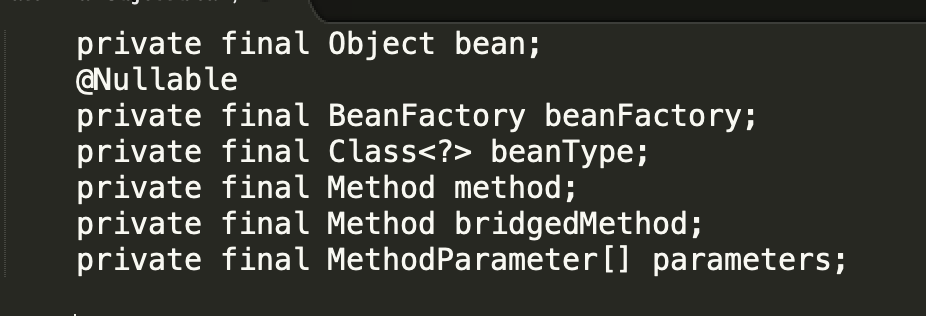 private final Object bean;
@Nullable
private final BeanFactory beanFactory;
private final Class<?> beanType;
private final Method method;
private final Method bridgedMethod;
private final MethodParameter[] parameters;